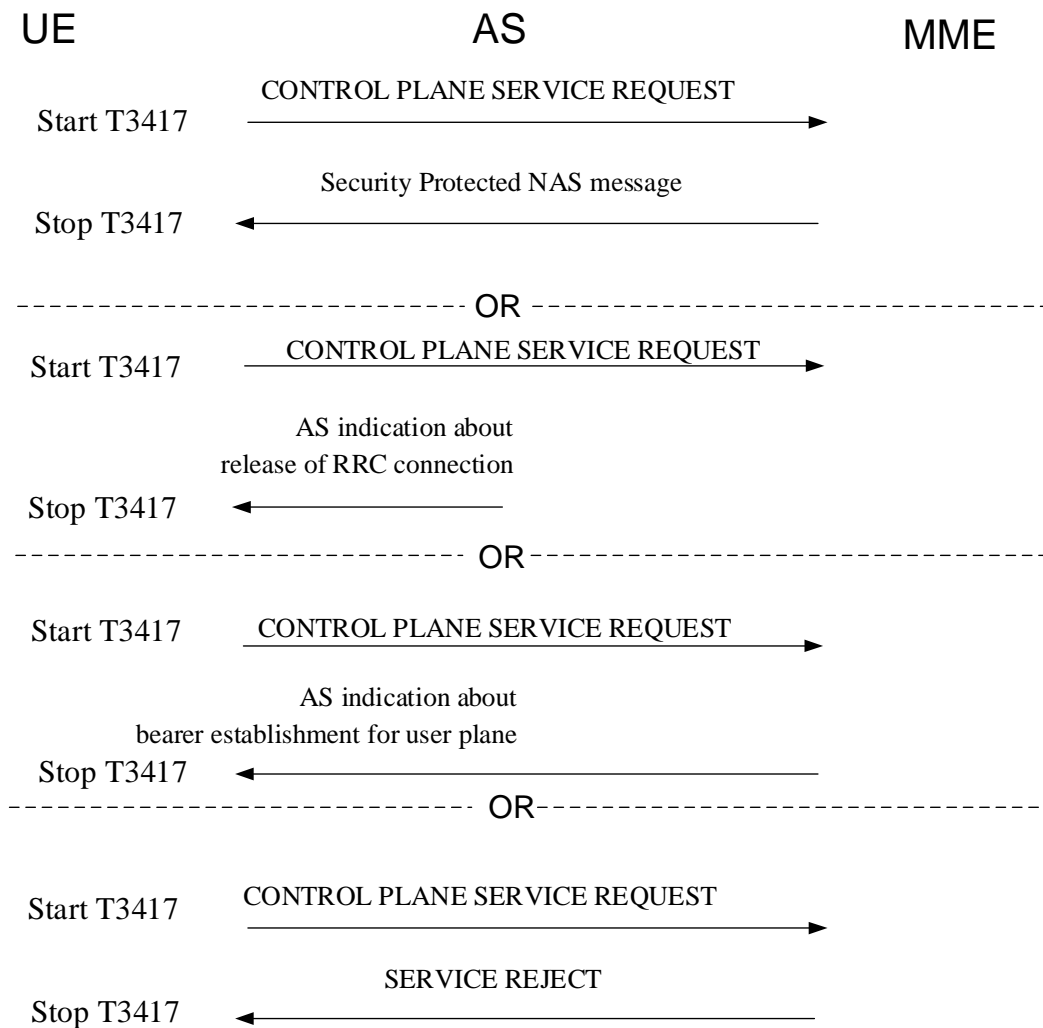 UE AS MME
CONTROL PLANE SERVICE REQUEST
Start T3417
Security Protected NAS message
Stop T3417
OR
Start T3417 CONTROL PLANE SERVICE REQUEST
AS indication about
release of RRC connection
Stop T3417
OR
Start T3417 CONTROL PLANE SERVICE REQUEST
AS indication about
bearer establishment for user plane
Stop T3417
OR
Start T3417 CONTROL PLANE SERVICE REQUEST
SERVICE REJECT
Stop T3417